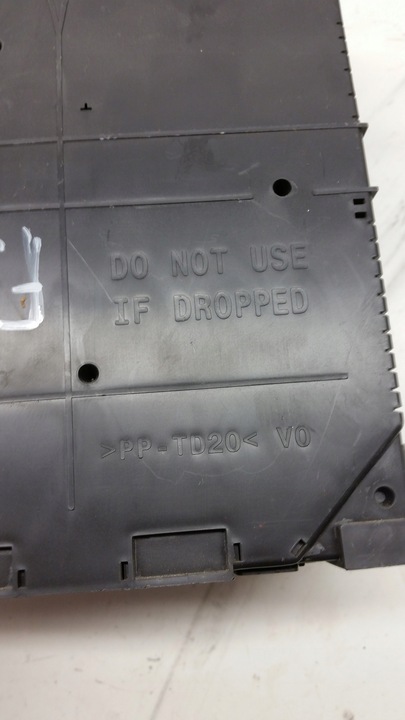 DO NOT USE
IF DROPPED
>PP-TD20< V0